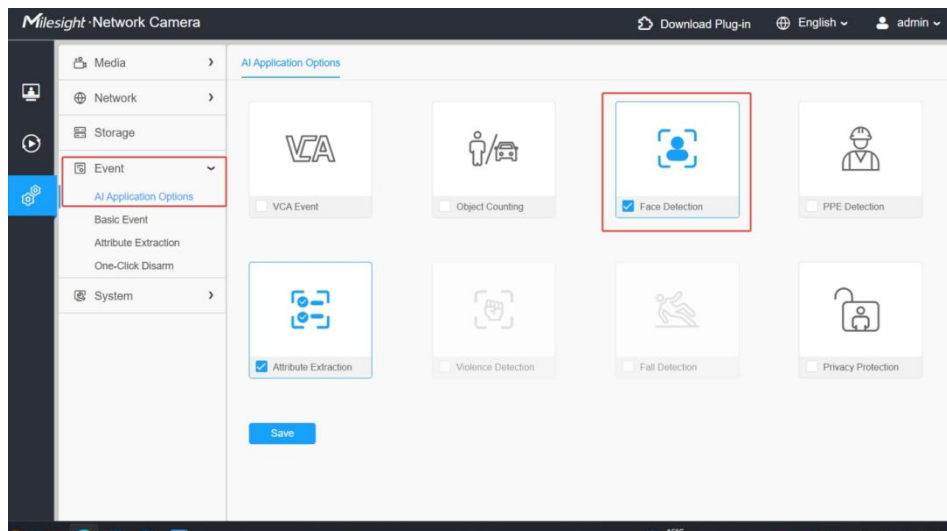 Milesight · Network Camera
Download Plug-in
English
admin
Media
Network
Storage
Event
AI Application Options
Basic Event
Attribute Extraction
One-Click Disarm
System
AI Application Options
VCA
VCA Event
Object Counting
Face Detection
PPE Detection
Attribute Extraction
Violence Detection
Fall Detection
Privacy Protection
Save